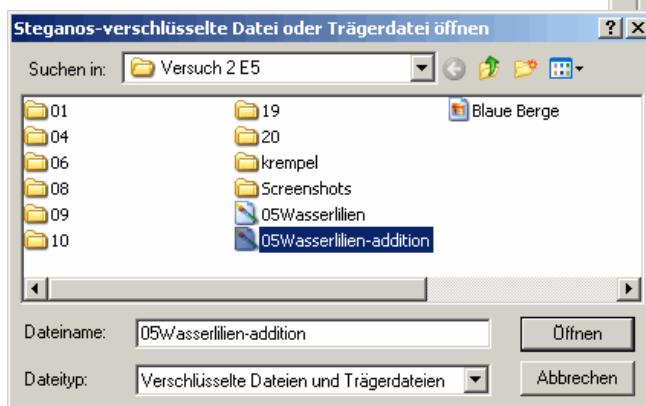 Steganos-verschlüsselte Datei oder Trägerdatei öffnen
Suchen in: Versuch 2 E5
01 19 Blaue Berge
04 20
06 krempel
08 Screenshots
09 05Wasserlilien
10 05Wasserlilien-addition
Dateiname: 05Wasserlilien-addition Öffnen
Dateityp: Verschlüsselte Dateien und Trägerdateien Abbrechen